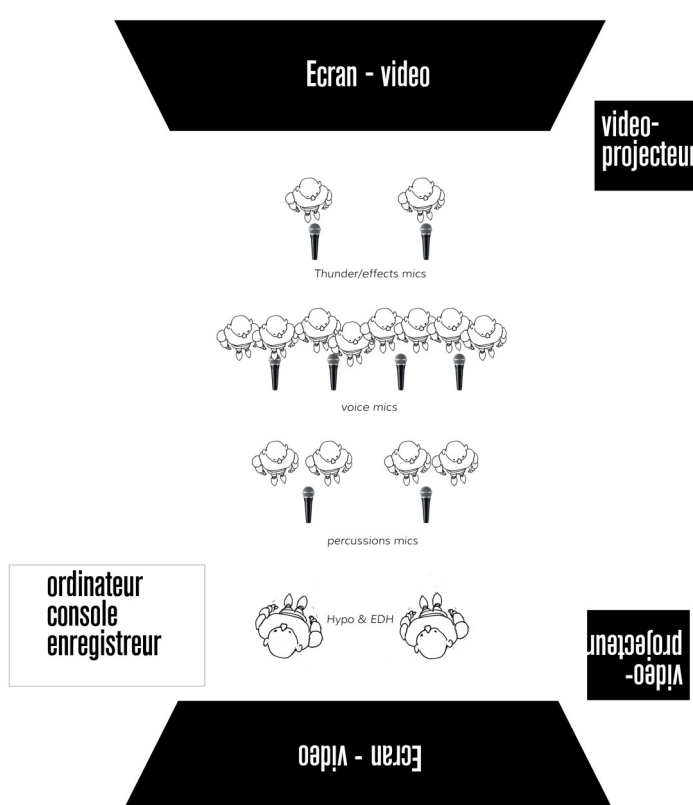 Ecran - video
video-
projecteur
Thunder/effects mics
voice mics
percussions mics
ordinateur
console
enregistreur
Hypo & EDH
video-
projecteur
Ecran - video